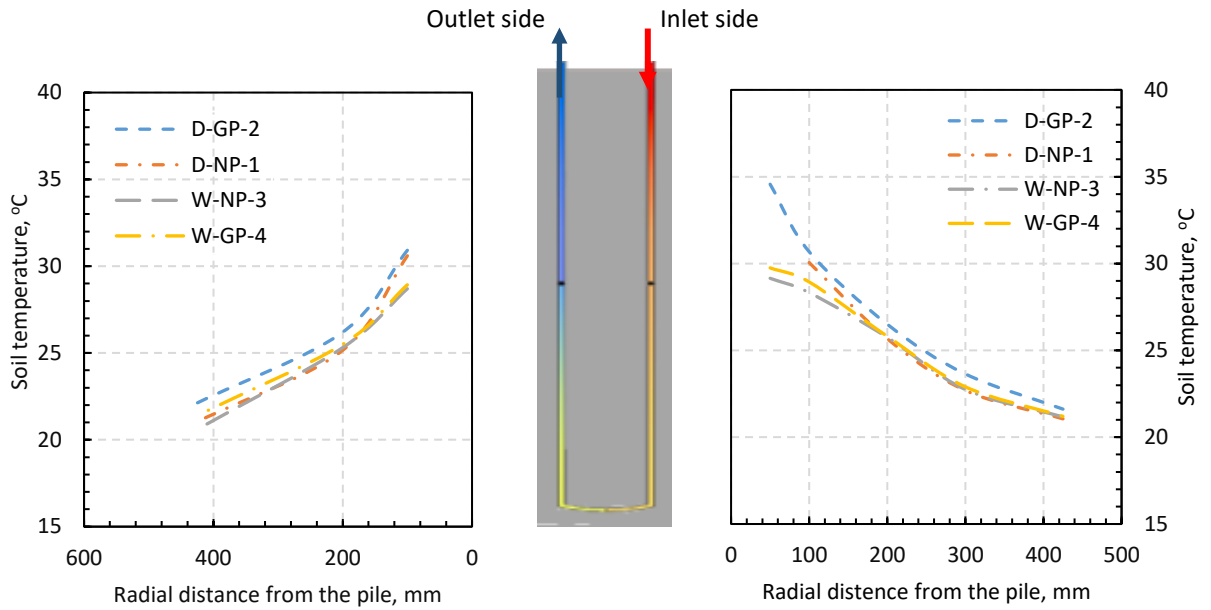 Outlet side
Inlet side
Soil temperature, ᵒC
40
35
30
25
20
15
D-GP-2
D-NP-1
W-NP-3
W-GP-4
600
400
200
0
Radial distance from the pile, mm
D-GP-2
D-NP-1
W-NP-3
W-GP-4
40
35
30
25
20
15
Soil temperature, ᵒC
0
100
200
300
400
500
Radial distence from the pile, mm